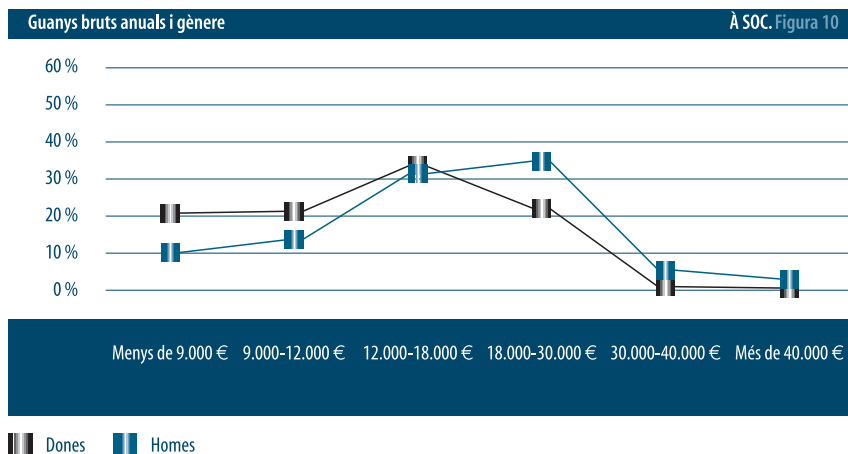 Guanys bruts anuals i gènere À SOC. Figura 10
60 %
50 %
40 %
30 %
20 %
10 %
0 %
Menys de 9.000 € 9.000-12.000 € 12.000-18.000 € 18.000-30.000 € 30.000-40.000 € Més de 40.000 €
Dones Homes